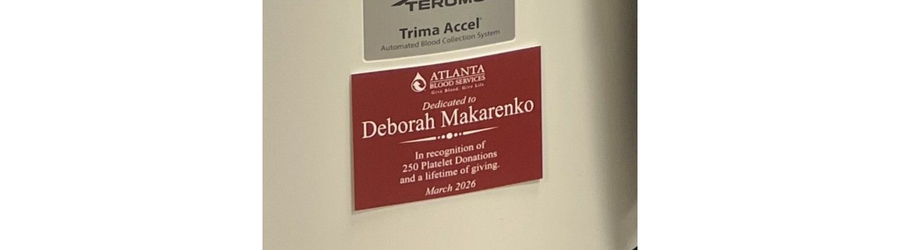 TERUMO
Trima Accel®
Automated Blood Collection System
ATLANTA
BLOOD SERVICES
Give Blood. Give Life.
Dedicated to
Deborah Makarenko
In recognition of
250 Platelet Donations
and a lifetime of giving.
March 2026